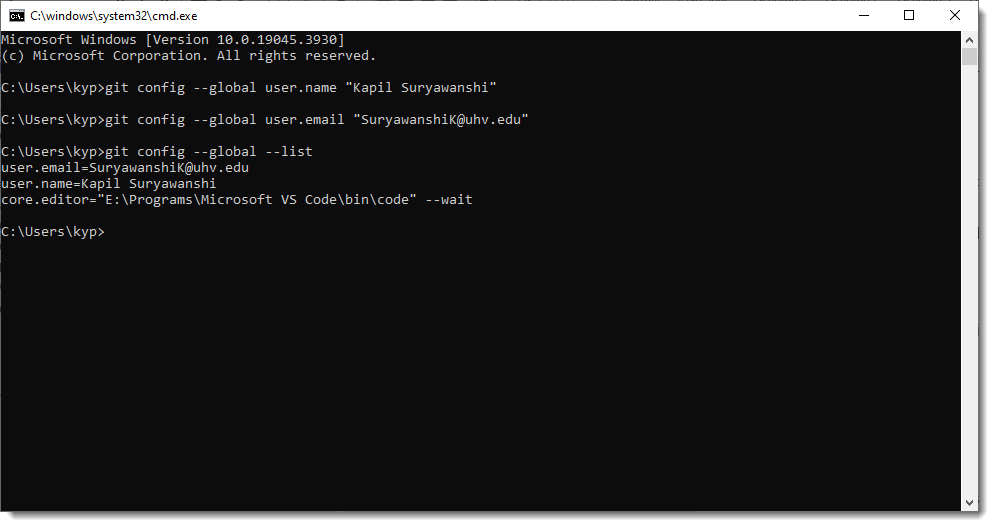 C:\windows\system32\cmd.exe
Microsoft Windows [Version 10.0.19045.3930]
(c) Microsoft Corporation. All rights reserved.
C:\Users\kyp>git config --global user.name "Kapil Suryawanshi"
C:\Users\kyp>git config --global user.email "SuryawanshiK@uhv.edu"
C:\Users\kyp>git config --global --list
user.email=SuryawanshiK@uhv.edu
user.name=Kapil Suryawanshi
core.editor="E:\Programs\Microsoft VS Code\bin\code" --wait
C:\Users\kyp>